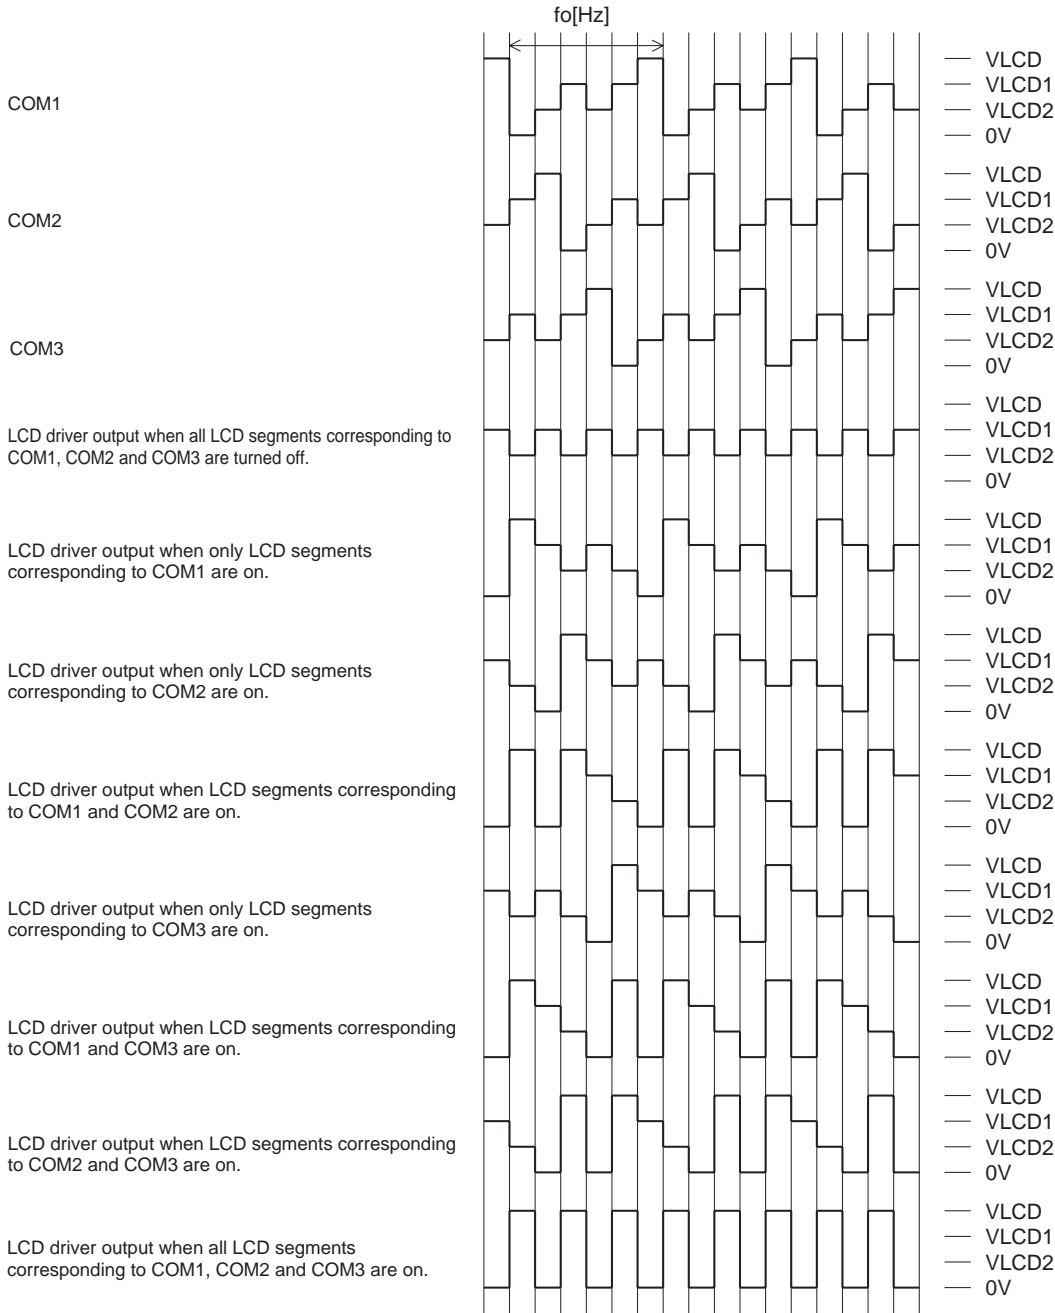 fo[Hz]
COM1
VLCD
VLCD1
VLCD2
0V
COM2
VLCD
VLCD1
VLCD2
0V
COM3
VLCD
VLCD1
VLCD2
0V
LCD driver output when all LCD segments corresponding to
COM1, COM2 and COM3 are turned off.
VLCD
VLCD1
VLCD2
0V
LCD driver output when only LCD segments
corresponding to COM1 are on.
VLCD
VLCD1
VLCD2
0V
LCD driver output when only LCD segments
corresponding to COM2 are on.
VLCD
VLCD1
VLCD2
0V
LCD driver output when LCD segments corresponding
to COM1 and COM2 are on.
VLCD
VLCD1
VLCD2
0V
LCD driver output when only LCD segments
corresponding to COM3 are on.
VLCD
VLCD1
VLCD2
0V
LCD driver output when LCD segments corresponding
to COM1 and COM3 are on.
VLCD
VLCD1
VLCD2
0V
LCD driver output when LCD segments corresponding
to COM2 and COM3 are on.
VLCD
VLCD1
VLCD2
0V
LCD driver output when all LCD segments
corresponding to COM1, COM2 and COM3 are on.
VLCD
VLCD1
VLCD2
0V